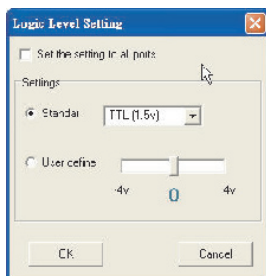 Logic Level Setting
Set the setting to all ports
Settings
Standar
TTL (1.5v)
User define
-4v
0
4v
OK
Cancel